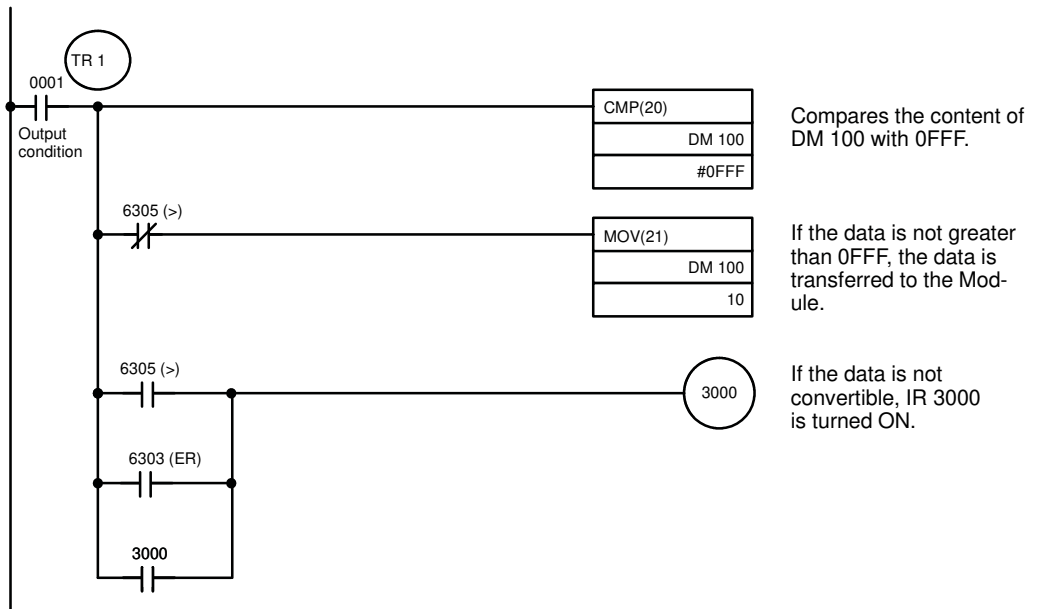 TR 1
0001
Output
condition
CMP(20)
DM 100
#0FFF
Compares the content of
DM 100 with 0FFF.
6305 (>)
MOV(21)
DM 100
10
If the data is not greater
than 0FFF, the data is
transferred to the Mod-
ule.
6305 (>)
3000
If the data is not
convertible, IR 3000
is turned ON.
6303 (ER)
3000